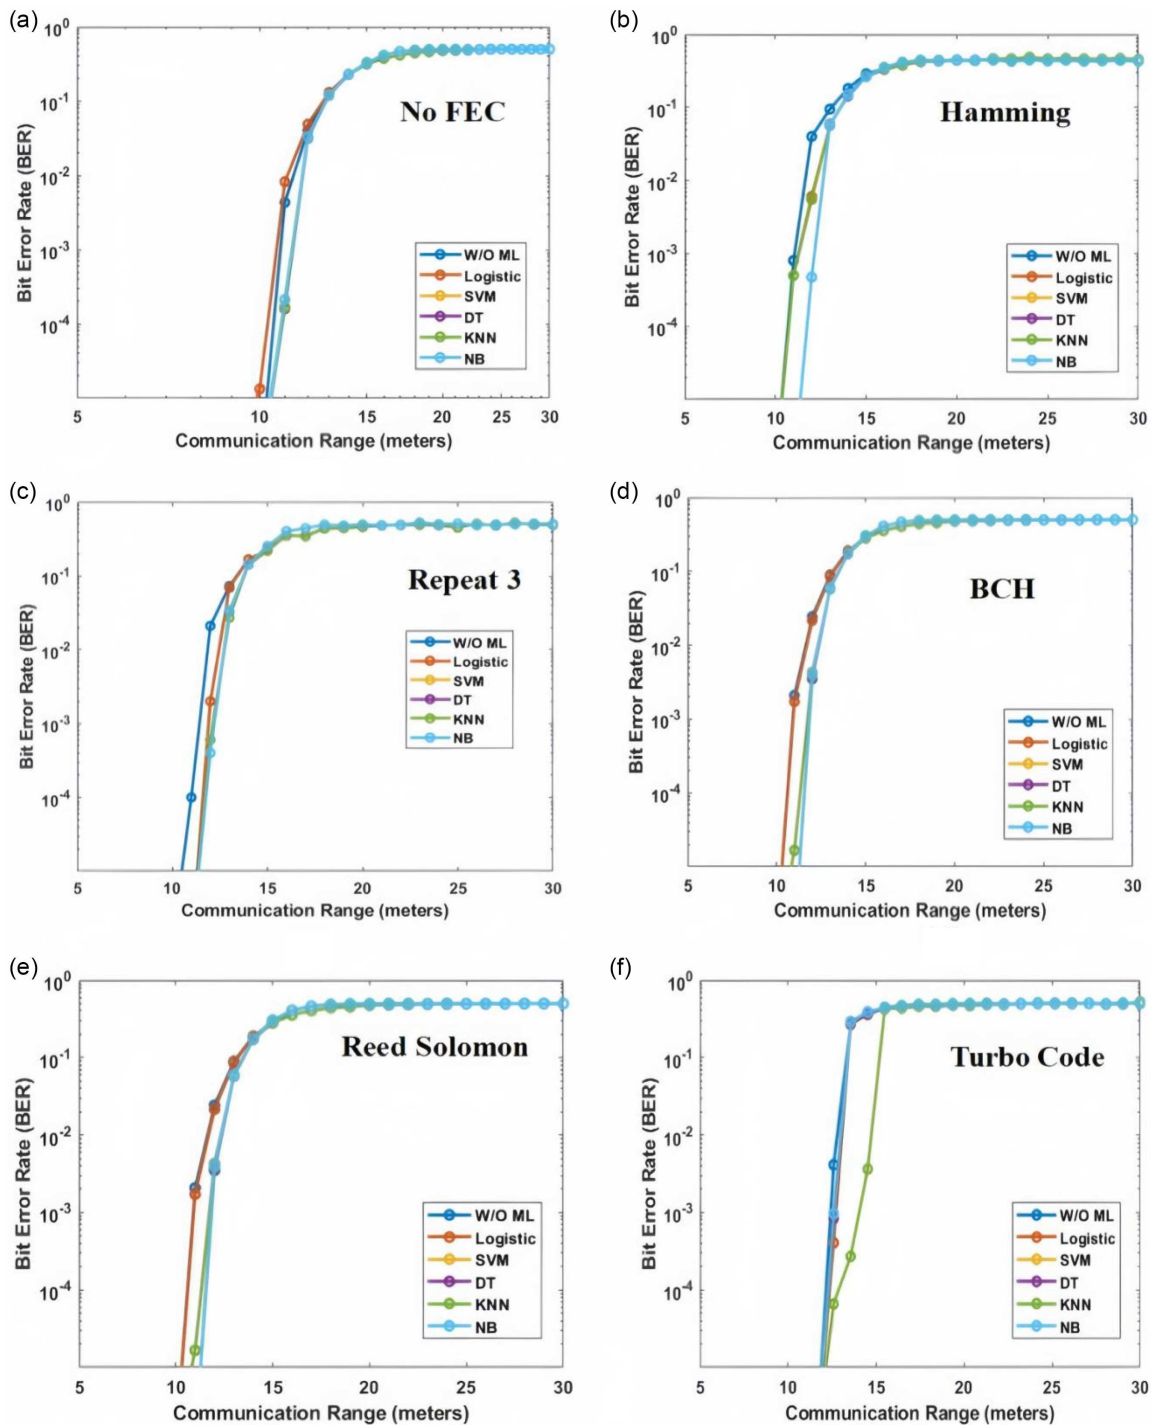 (a)
10^0
10^-1
10^-2
10^-3
10^-4
Bit Error Rate (BER)
No FEC
W/O ML
Logistic
SVM
DT
KNN
NB
5 10 15 20 25 30
Communication Range (meters)
(b)
10^0
10^-1
10^-2
10^-3
10^-4
Bit Error Rate (BER)
Hamming
W/O ML
Logistic
SVM
DT
KNN
NB
5 10 15 20 25 30
Communication Range (meters)
(c)
10^0
10^-1
10^-2
10^-3
10^-4
Bit Error Rate (BER)
Repeat 3
W/O ML
Logistic
SVM
DT
KNN
NB
5 10 15 20 25 30
Communication Range (meters)
(d)
10^0
10^-1
10^-2
10^-3
10^-4
Bit Error Rate (BER)
BCH
W/O ML
Logistic
SVM
DT
KNN
NB
5 10 15 20 25 30
Communication Range (meters)
(e)
10^0
10^-1
10^-2
10^-3
10^-4
Bit Error Rate (BER)
Reed Solomon
W/O ML
Logistic
SVM
DT
KNN
NB
5 10 15 20 25 30
Communication Range (meters)
(f)
10^0
10^-1
10^-2
10^-3
10^-4
Bit Error Rate (BER)
Turbo Code
W/O ML
Logistic
SVM
DT
KNN
NB
5 10 15 20 25 30
Communication Range (meters)